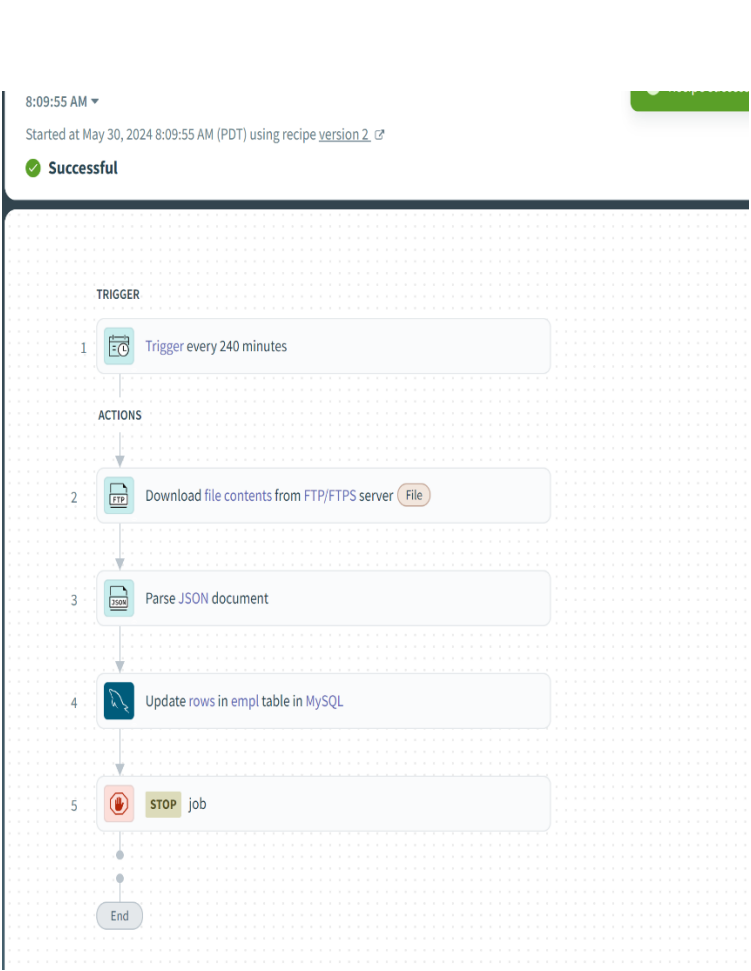 8:09:55 AM
Started at May 30, 2024 8:09:55 AM (PDT) using recipe version 2
Successful
TRIGGER
1 Trigger every 240 minutes
ACTIONS
2 FTP Download file contents from FTP/FTPS server File
3 JSON Parse JSON document
4 Update rows in empl table in MySQL
5 STOP job
End